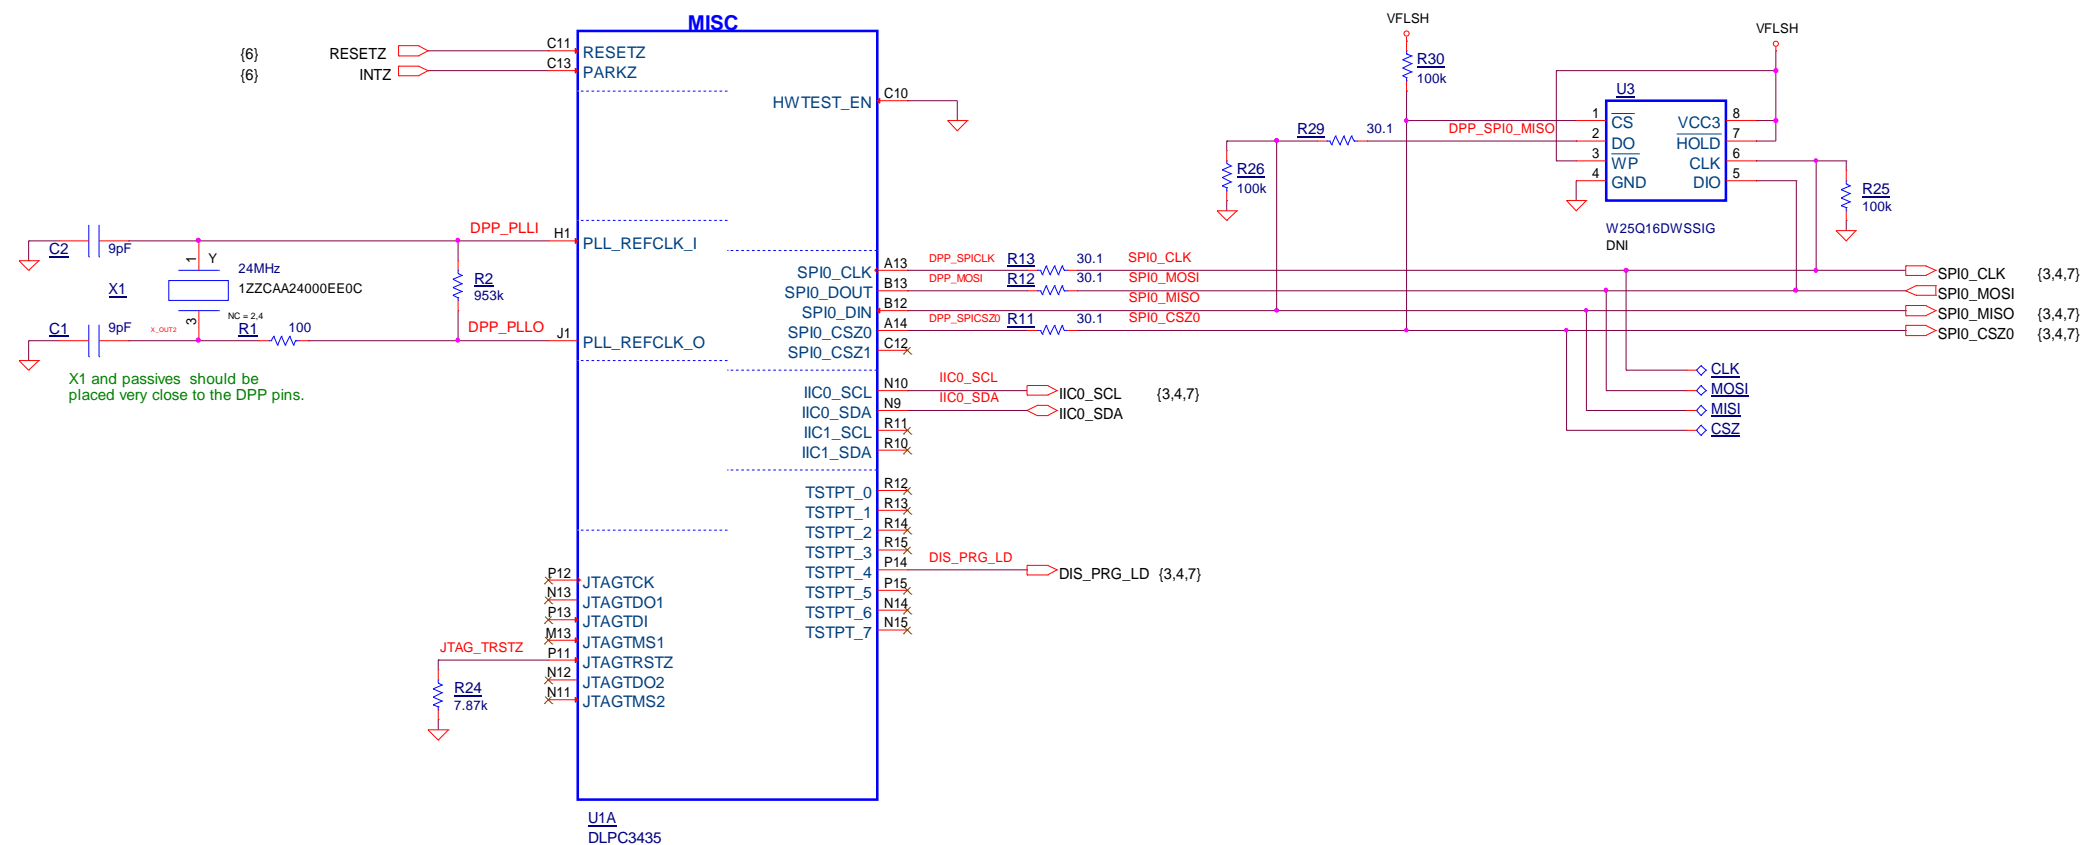 MISC
VFLSH
VFLSH
{6} RESETZ C11 RESETZ
{6} INTZ C13 PARKZ
R30
100k
HWTEST_EN C10
U3
1 CS VCC3 8
2 DO HOLD 7
3 WP CLK 6
4 GND DIO 5
R29 30.1 DPP_SPI0_MISO
R26
100k
R25
100k
W25Q16DWSSIG
DNI
DPP_PLLI H1 PLL_REFCLK_I
C2 9pF
1 Y
24MHz
X1 1ZZCAA24000EE0C
R2
953k
3 NC = 2,4
C1 9pF X_OUT2 R1 100 DPP_PLLO J1 PLL_REFCLK_O
X1 and passives should be
placed very close to the DPP pins.
SPI0_CLK A13 DPP_SPICLK R13 30.1 SPI0_CLK SPI0_CLK {3,4,7}
SPI0_DOUT B13 DPP_MOSI R12 30.1 SPI0_MOSI SPI0_MOSI
SPI0_DIN B12 SPI0_MISO SPI0_MISO {3,4,7}
SPI0_CSZ0 A14 DPP_SPICSZ0 R11 30.1 SPI0_CSZ0 SPI0_CSZ0 {3,4,7}
SPI0_CSZ1 C12
CLK
MOSI
MISI
CSZ
IIC0_SCL N10 IIC0_SCL IIC0_SCL {3,4,7}
IIC0_SDA N9 IIC0_SDA IIC0_SDA
IIC1_SCL R11
IIC1_SDA R10
TSTPT_0 R12
TSTPT_1 R13
TSTPT_2 R14
TSTPT_3 R15
TSTPT_4 P14 DIS_PRG_LD DIS_PRG_LD {3,4,7}
TSTPT_5 P15
TSTPT_6 N14
TSTPT_7 N15
P12 JTAGTCK
N13 JTAGTDO1
P13 JTAGTDI
M13 JTAGTMS1
JTAG_TRSTZ P11 JTAGTRSTZ
N12 JTAGTDO2
N11 JTAGTMS2
R24
7.87k
U1A
DLPC3435